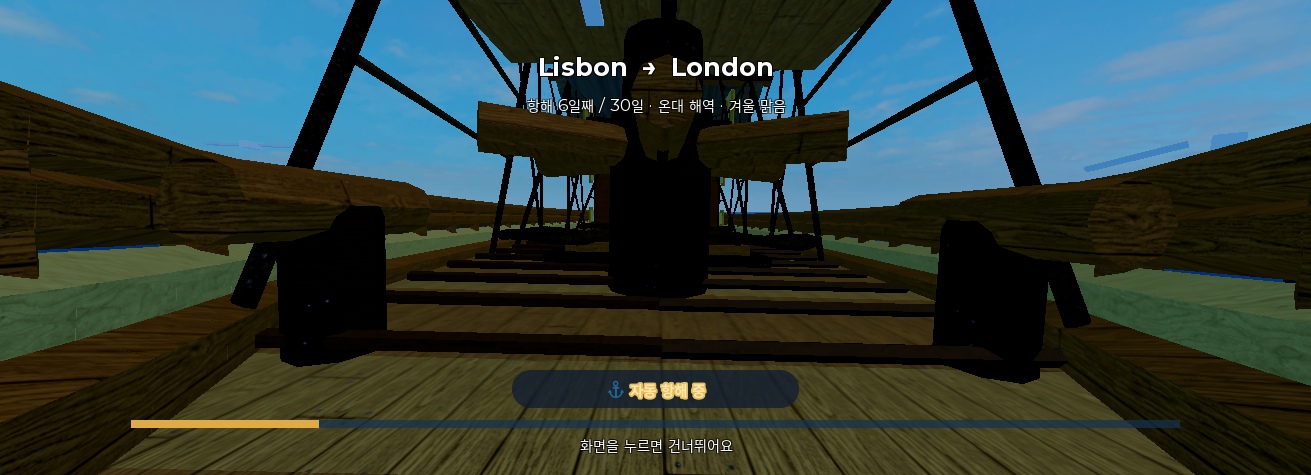 Lisbon → London
항해 6일째 / 30일 · 온대 해역 · 겨울 맑음
⚓ 자동 항해 중
화면을 누르면 건너뛰어요